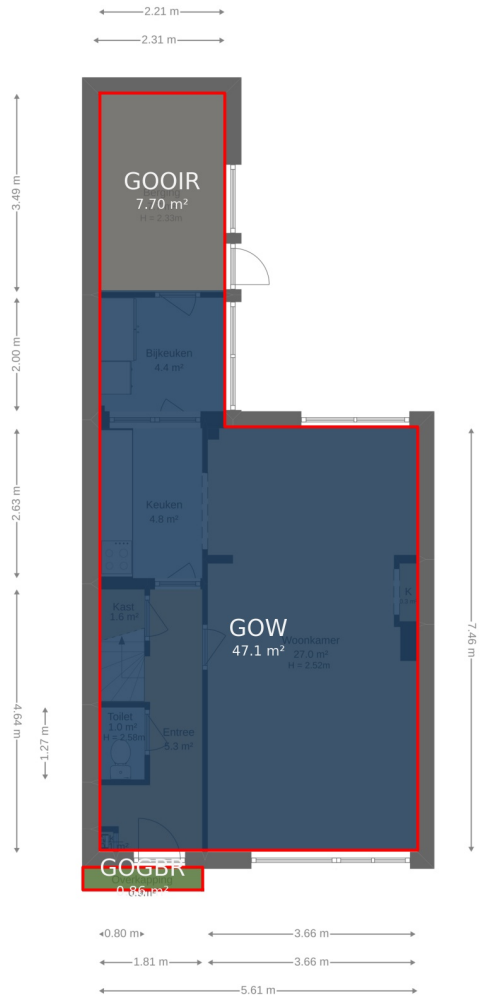 2.21 m
2.31 m
3.49 m
GOOIR
7.70 m²
H = 2.33m
2.00 m
Bijkeuken
4.4 m²
2.93 m
Keuken
4.8 m²
7.46 m
Kast
1.6 m²
K
GOW
47.1 m²
Woonkamer
27.0 m²
H = 2.52m
4.64 m
1.27 m
Toilet
1.0 m²
H = 2.58m
Entree
5.3 m²
GOGBR
Overkapping
0.86 m²
0.80 m
3.66 m
1.81 m
3.66 m
5.61 m